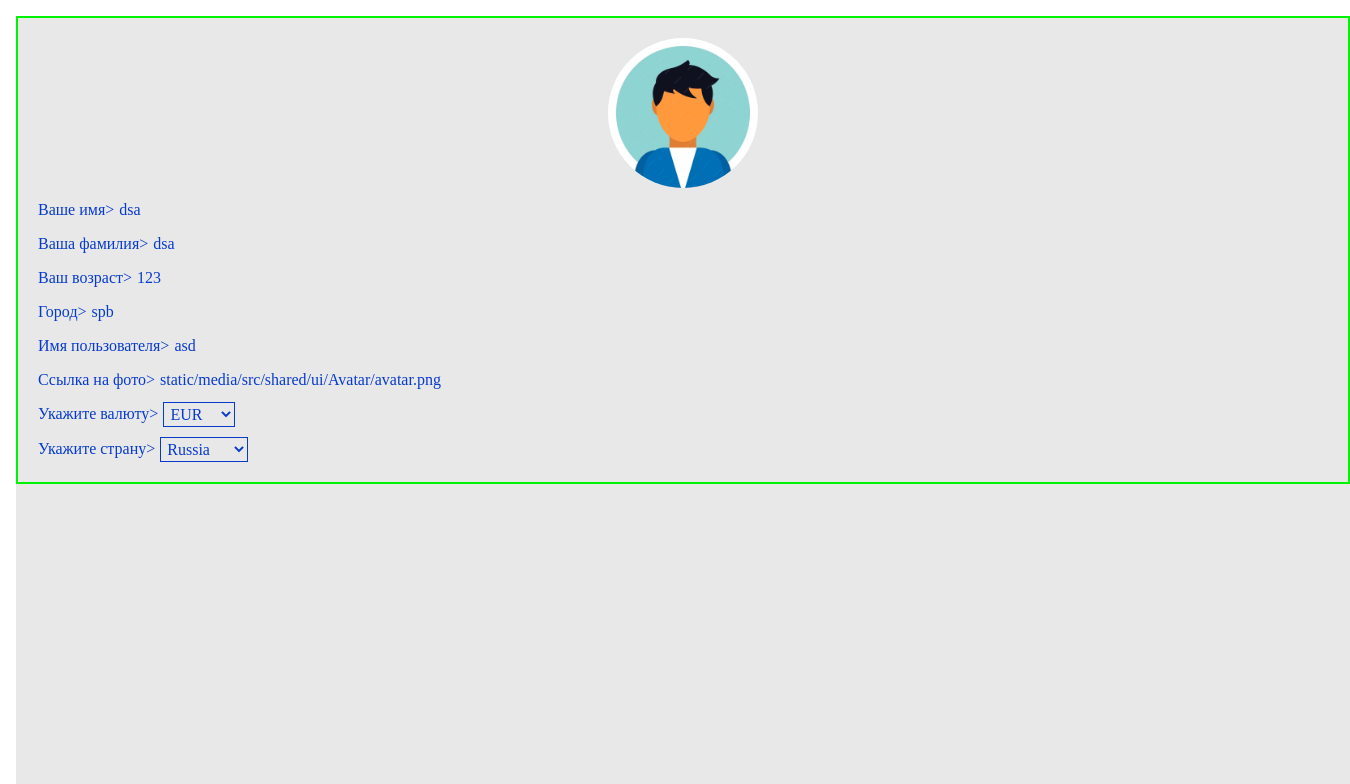 Ваше имя> dsa
Ваша фамилия> dsa
Ваш возраст> 123
Город> spb
Имя пользователя> asd
Ссылка на фото> static/media/src/shared/ui/Avatar/avatar.png
Укажите валюту> EUR
Укажите страну> Russia